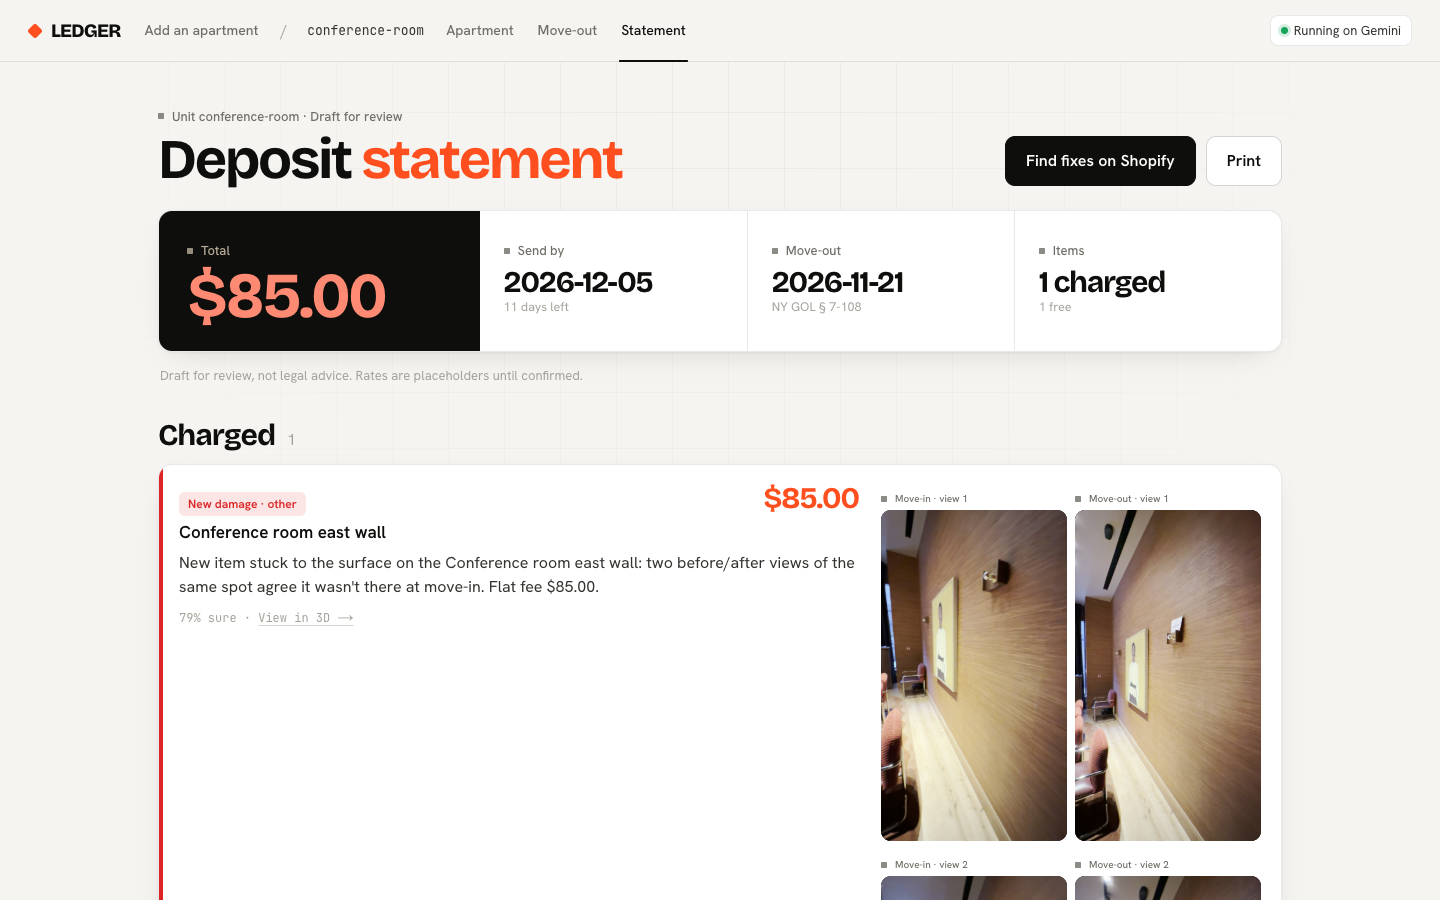 LEDGER
Add an apartment / conference-room Apartment Move-out Statement
Running on Gemini
Unit conference-room · Draft for review
Deposit statement
Find fixes on Shopify
Print
Total
$85.00
Send by
2026-12-05
11 days left
Move-out
2026-11-21
NY GOL § 7-108
Items
1 charged
1 free
Draft for review, not legal advice. Rates are placeholders until confirmed.
Charged 1
New damage · other
$85.00
Conference room east wall
New item stuck to the surface on the Conference room east wall: two before/after views of the
same spot agree it wasn't there at move-in. Flat fee $85.00.
79% sure · View in 3D →
Move-in · view 1
Move-out · view 1
Move-in · view 2
Move-out · view 2